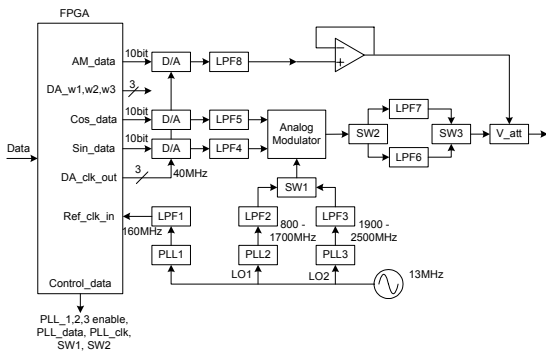 FPGA
AM_data
10bit
D/A
LPF8
-
+
DA_w1,w2,w3
3
Cos_data
10bit
D/A
LPF5
Analog
Modulator
LPF7
SW2
SW3
V_att
LPF6
Sin_data
10bit
D/A
LPF4
Data
DA_clk_out
3
40MHz
SW1
Ref_clk_in
160MHz
LPF1
LPF2
800 -
1700MHz
LPF3
1900 -
2500MHz
PLL1
PLL2
PLL3
LO1
LO2
13MHz
Control_data
PLL_1,2,3 enable,
PLL_data, PLL_clk,
SW1, SW2